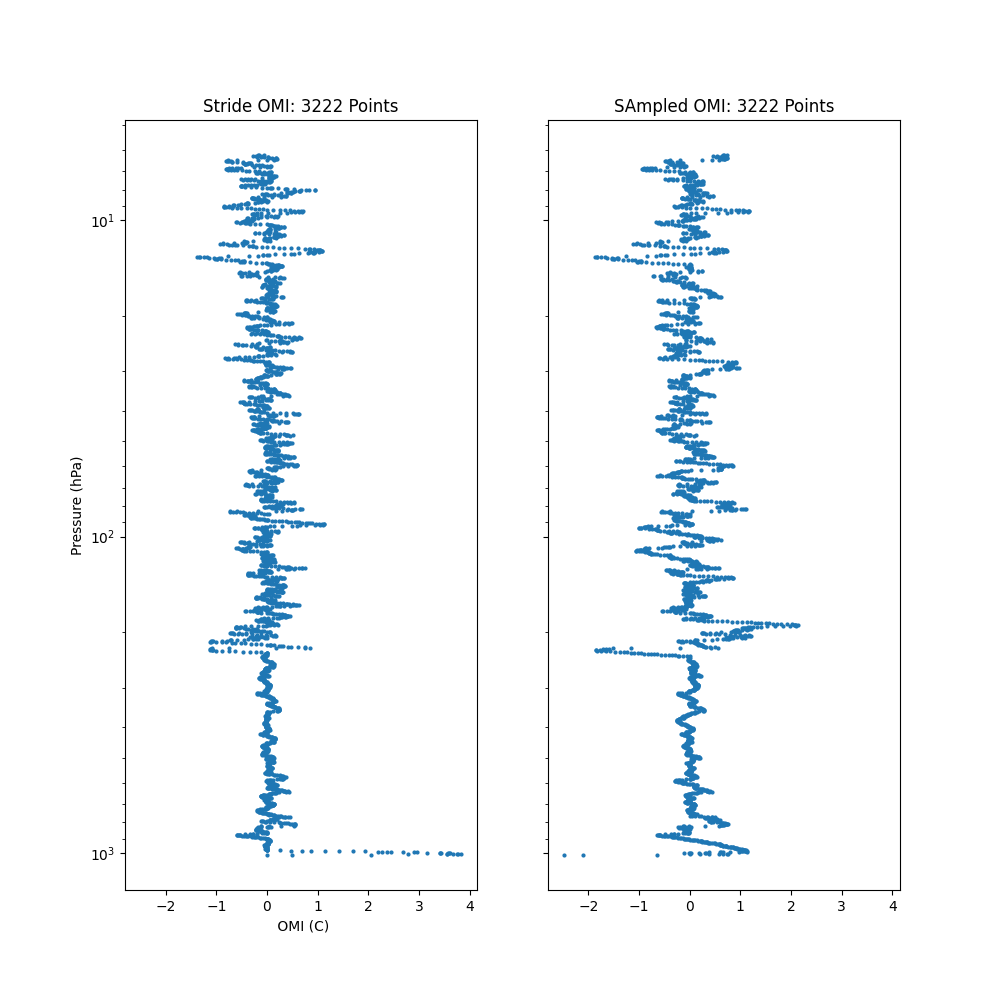 Stride OMI: 3222 Points
SAmpled OMI: 3222 Points
Pressure (hPa)
10¹
10²
10³
−2 −1 0 1 2 3 4
−2 −1 0 1 2 3 4
OMI (C)